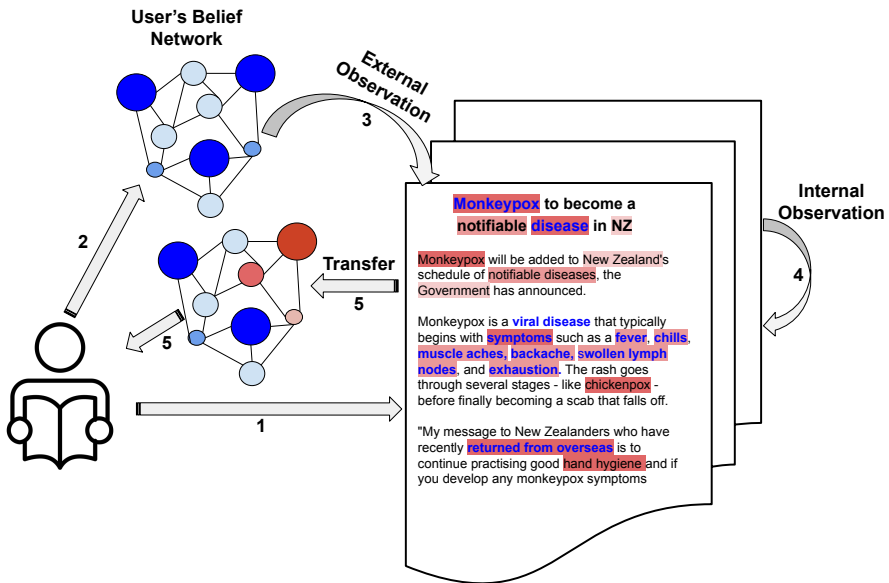 User's Belief
Network
External
Observation
3
2
Transfer
5
5
1
Internal
Observation
4
Monkeypox to become a
notifiable disease in NZ
Monkeypox will be added to New Zealand's
schedule of notifiable diseases, the
Government has announced.
Monkeypox is a viral disease that typically
begins with symptoms such as a fever, chills,
muscle aches, backache, swollen lymph
nodes, and exhaustion. The rash goes
through several stages - like chickenpox -
before finally becoming a scab that falls off.
"My message to New Zealanders who have
recently returned from overseas is to
continue practising good hand hygiene and if
you develop any monkeypox symptoms